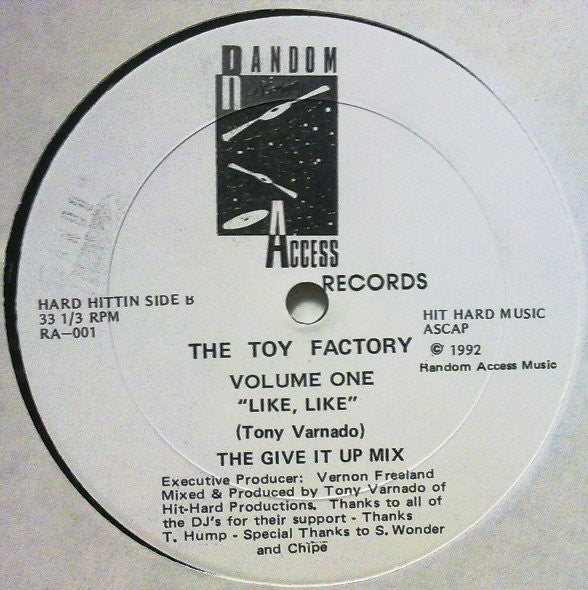 RANDOM
ACCESS
RECORDS
HARD HITTIN SIDE B
33 1/3 RPM
RA-001
HIT HARD MUSIC
ASCAP
© 1992
Random Access Music
THE TOY FACTORY
VOLUME ONE
"LIKE, LIKE"
(Tony Varnado)
THE GIVE IT UP MIX
Executive Producer: Vernon Freeland
Mixed & Produced by Tony Varnado of
Hit-Hard Productions. Thanks to all of
the DJ's for their support - Thanks
T. Hump - Special Thanks to S. Wonder
and Chipe